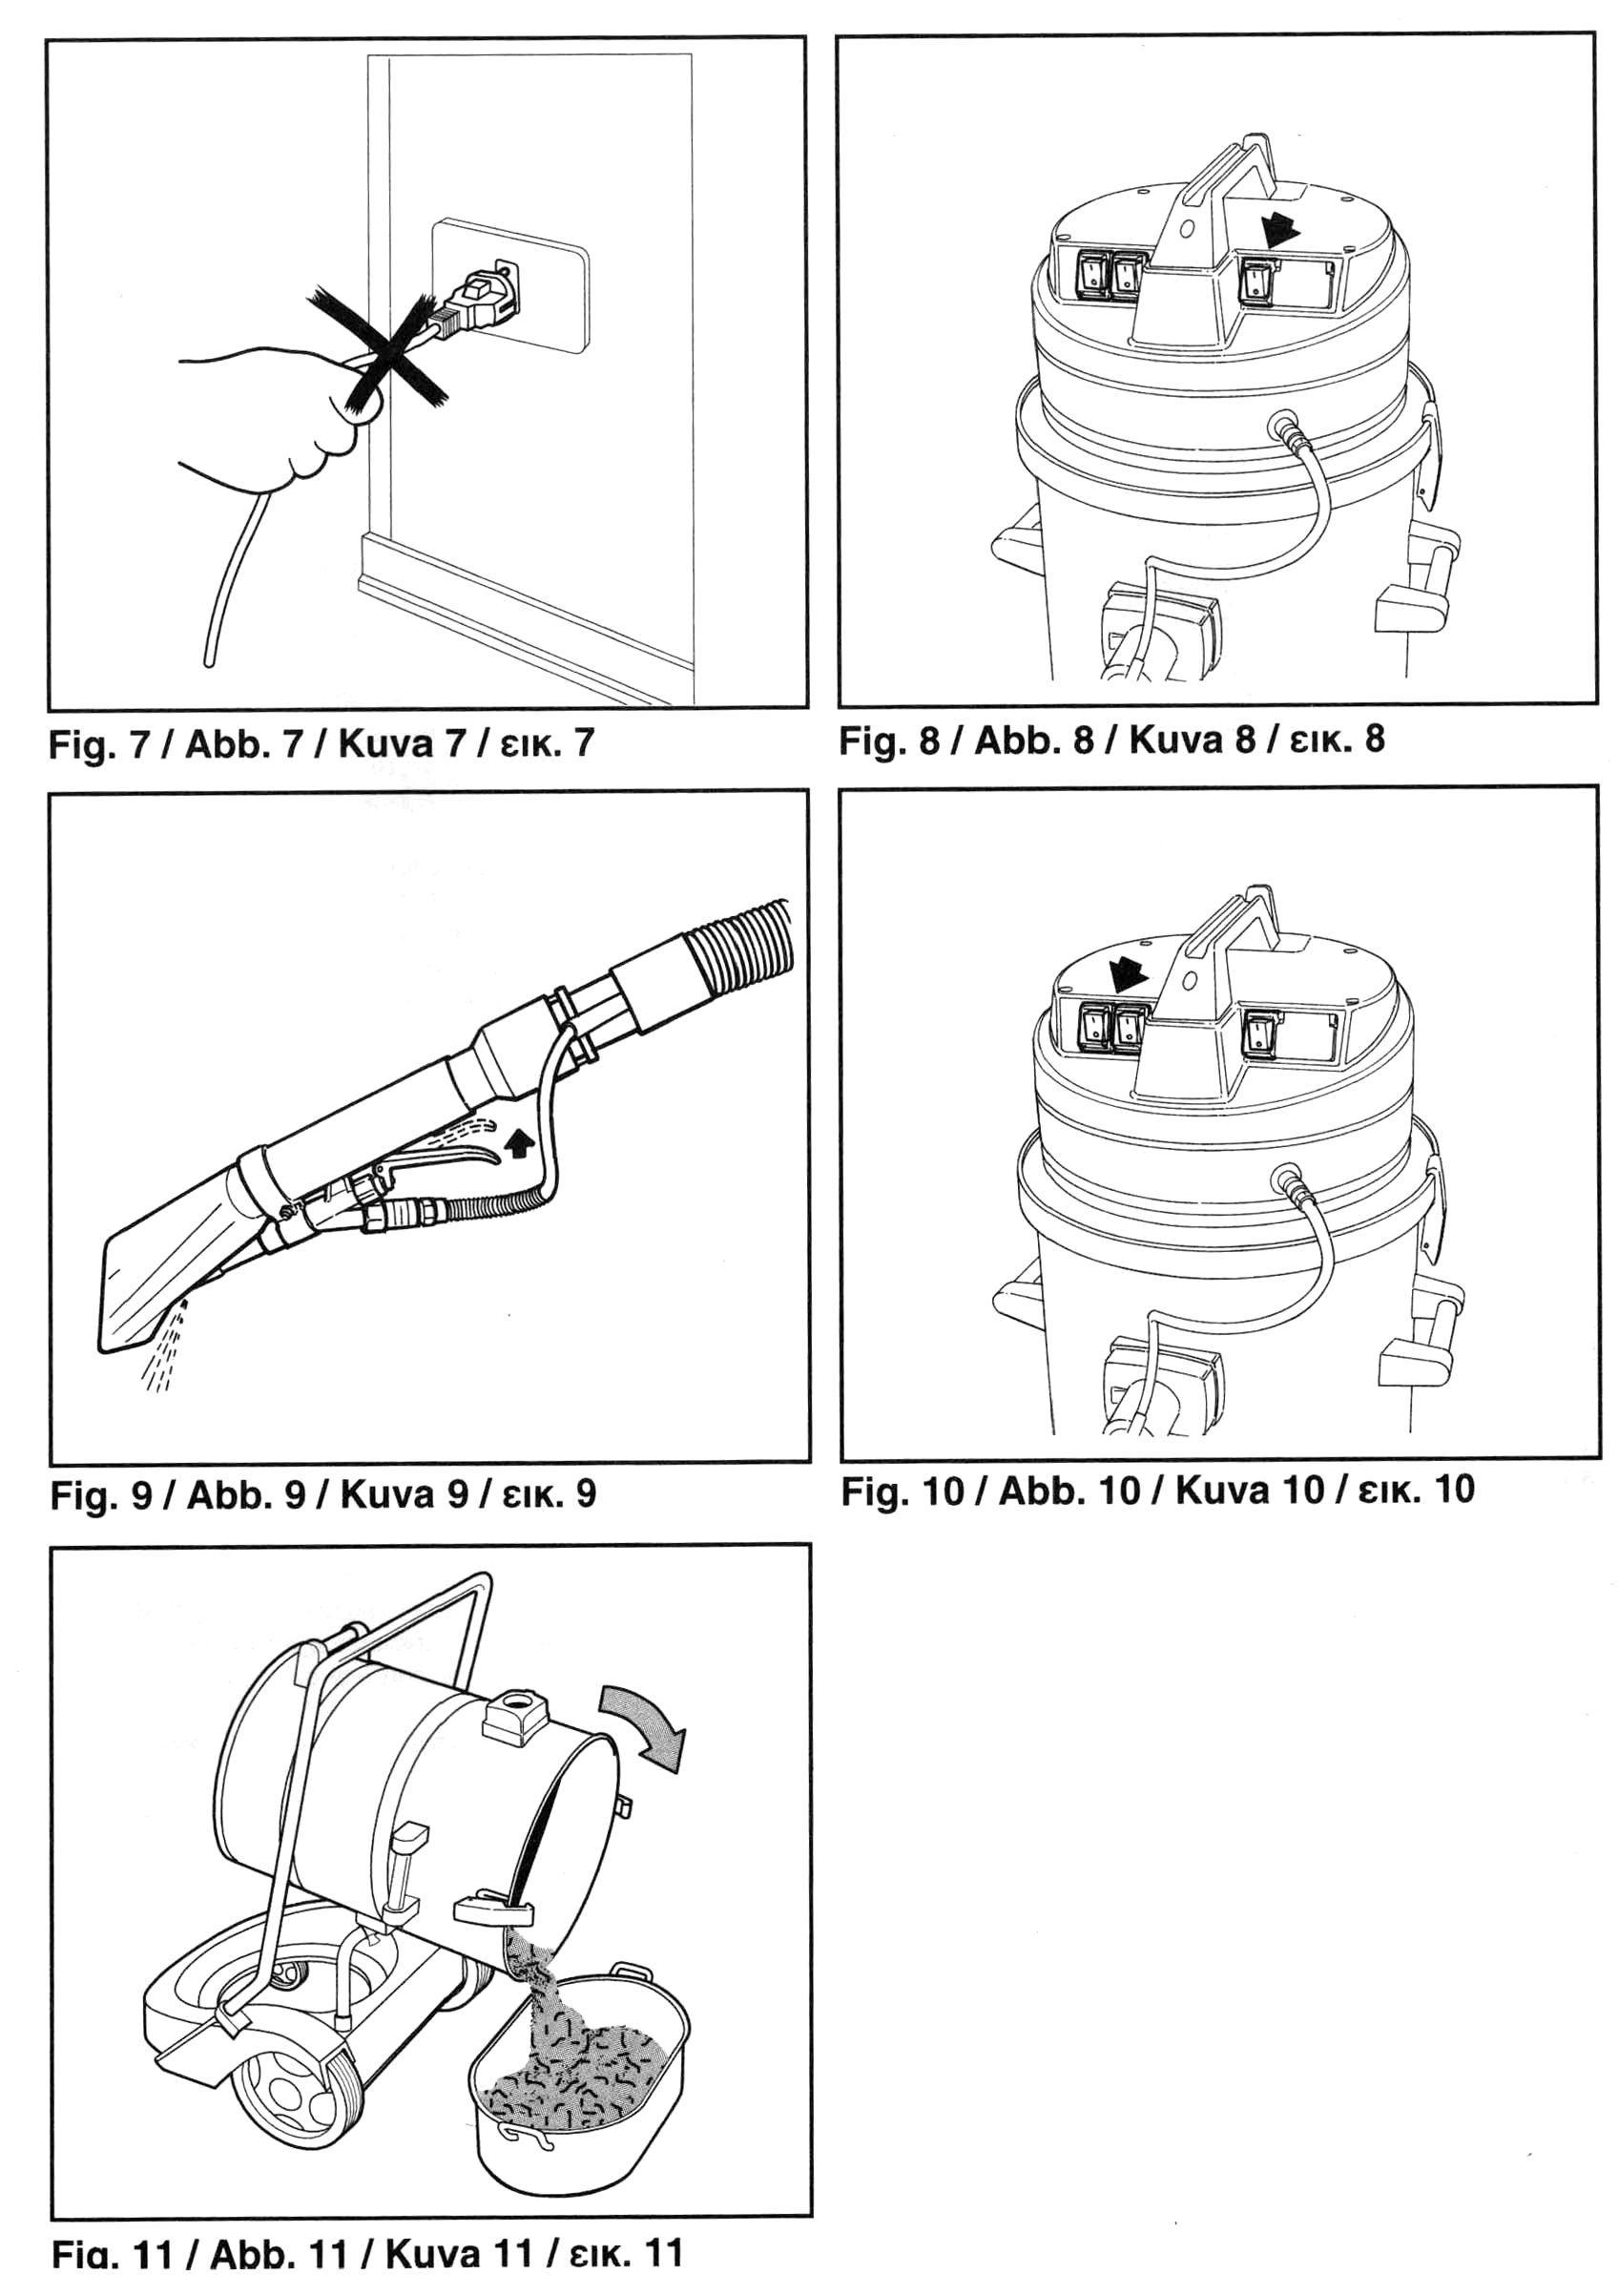 Fig. 7 / Abb. 7 / Kuva 7 / εικ. 7
Fig. 8 / Abb. 8 / Kuva 8 / εικ. 8
Fig. 9 / Abb. 9 / Kuva 9 / εικ. 9
Fig. 10 / Abb. 10 / Kuva 10 / εικ. 10
Fig. 11 / Abb. 11 / Kuva 11 / εικ. 11